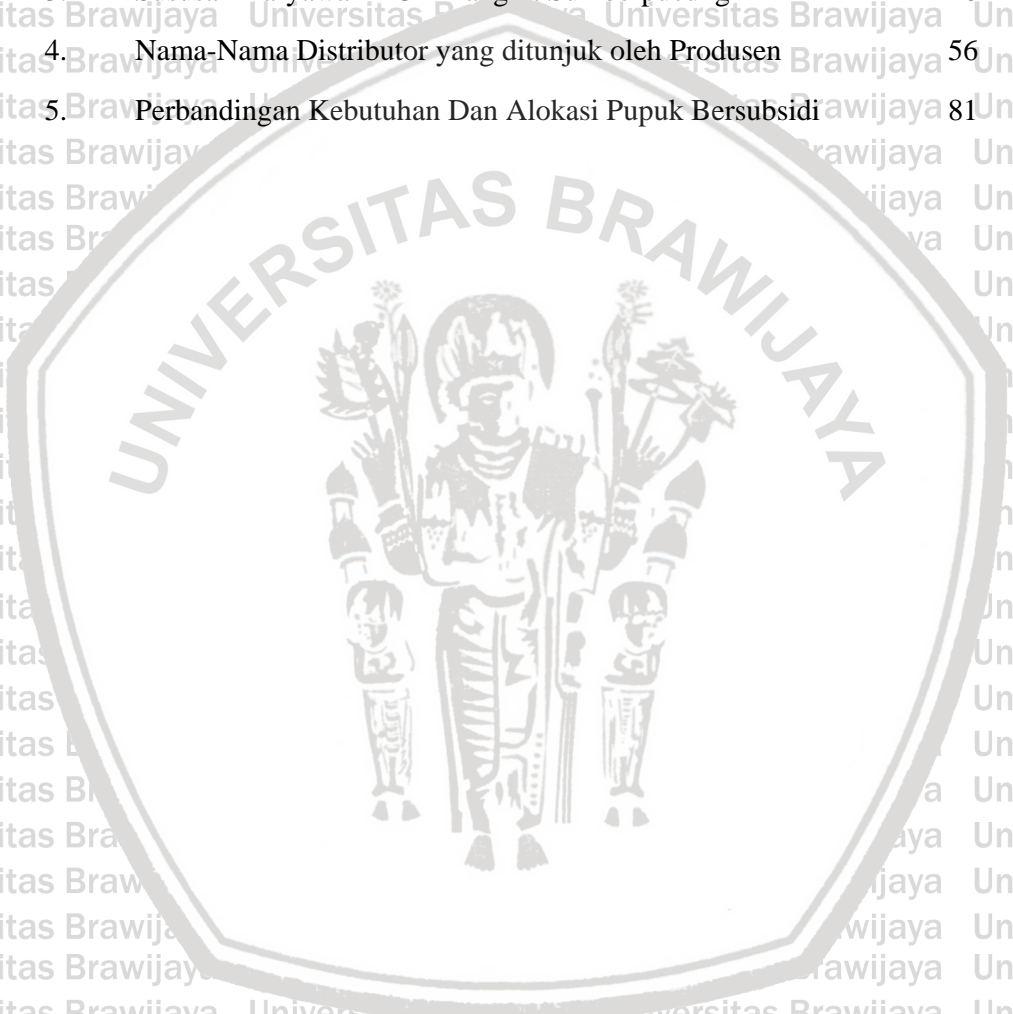 4. Nama-Nama Distributor yang ditunjuk oleh Produsen 56
5. Perbandingan Kebutuhan Dan Alokasi Pupuk Bersubsidi 81
UNIVERSITAS BRAWIJAYA